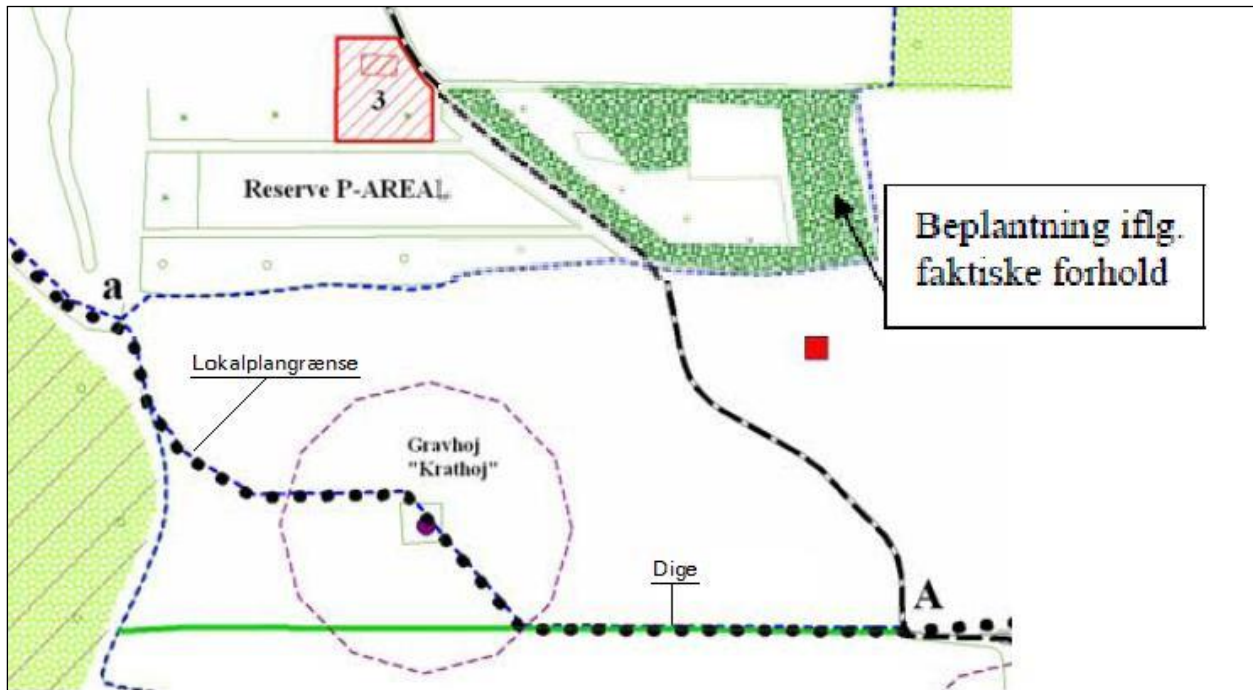 3
Reserve P-AREAL
Beplantning iflg.
faktiske forhold
a
Lokalplangrænse
Gravhoj
"Krathoj"
Dige
A